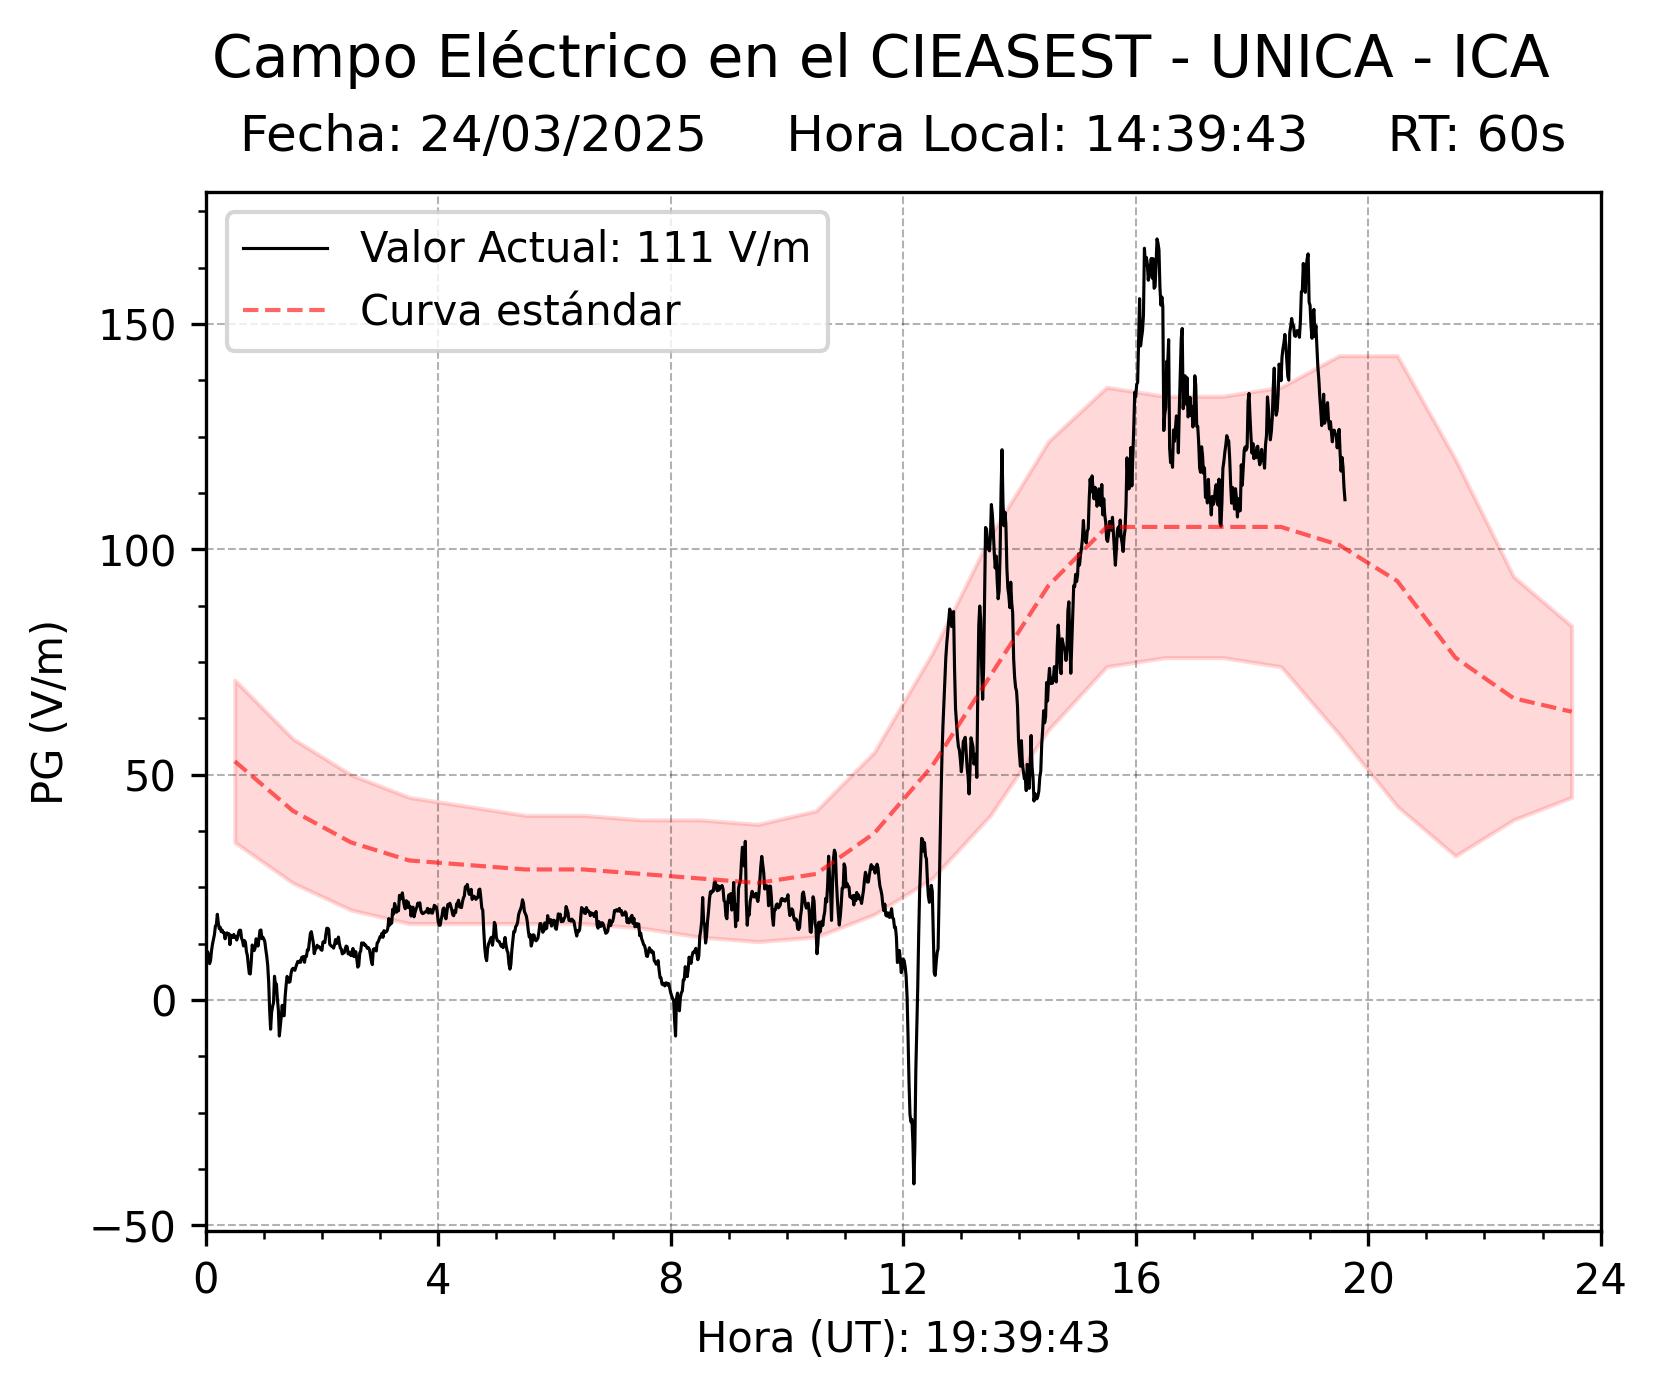 Campo Eléctrico en el CIEASEST - UNICA - ICA
Fecha: 24/03/2025 Hora Local: 14:39:43 RT: 60s
Valor Actual: 111 V/m
Curva estándar
PG (V/m)
150
100
50
0
−50
0 4 8 12 16 20 24
Hora (UT): 19:39:43